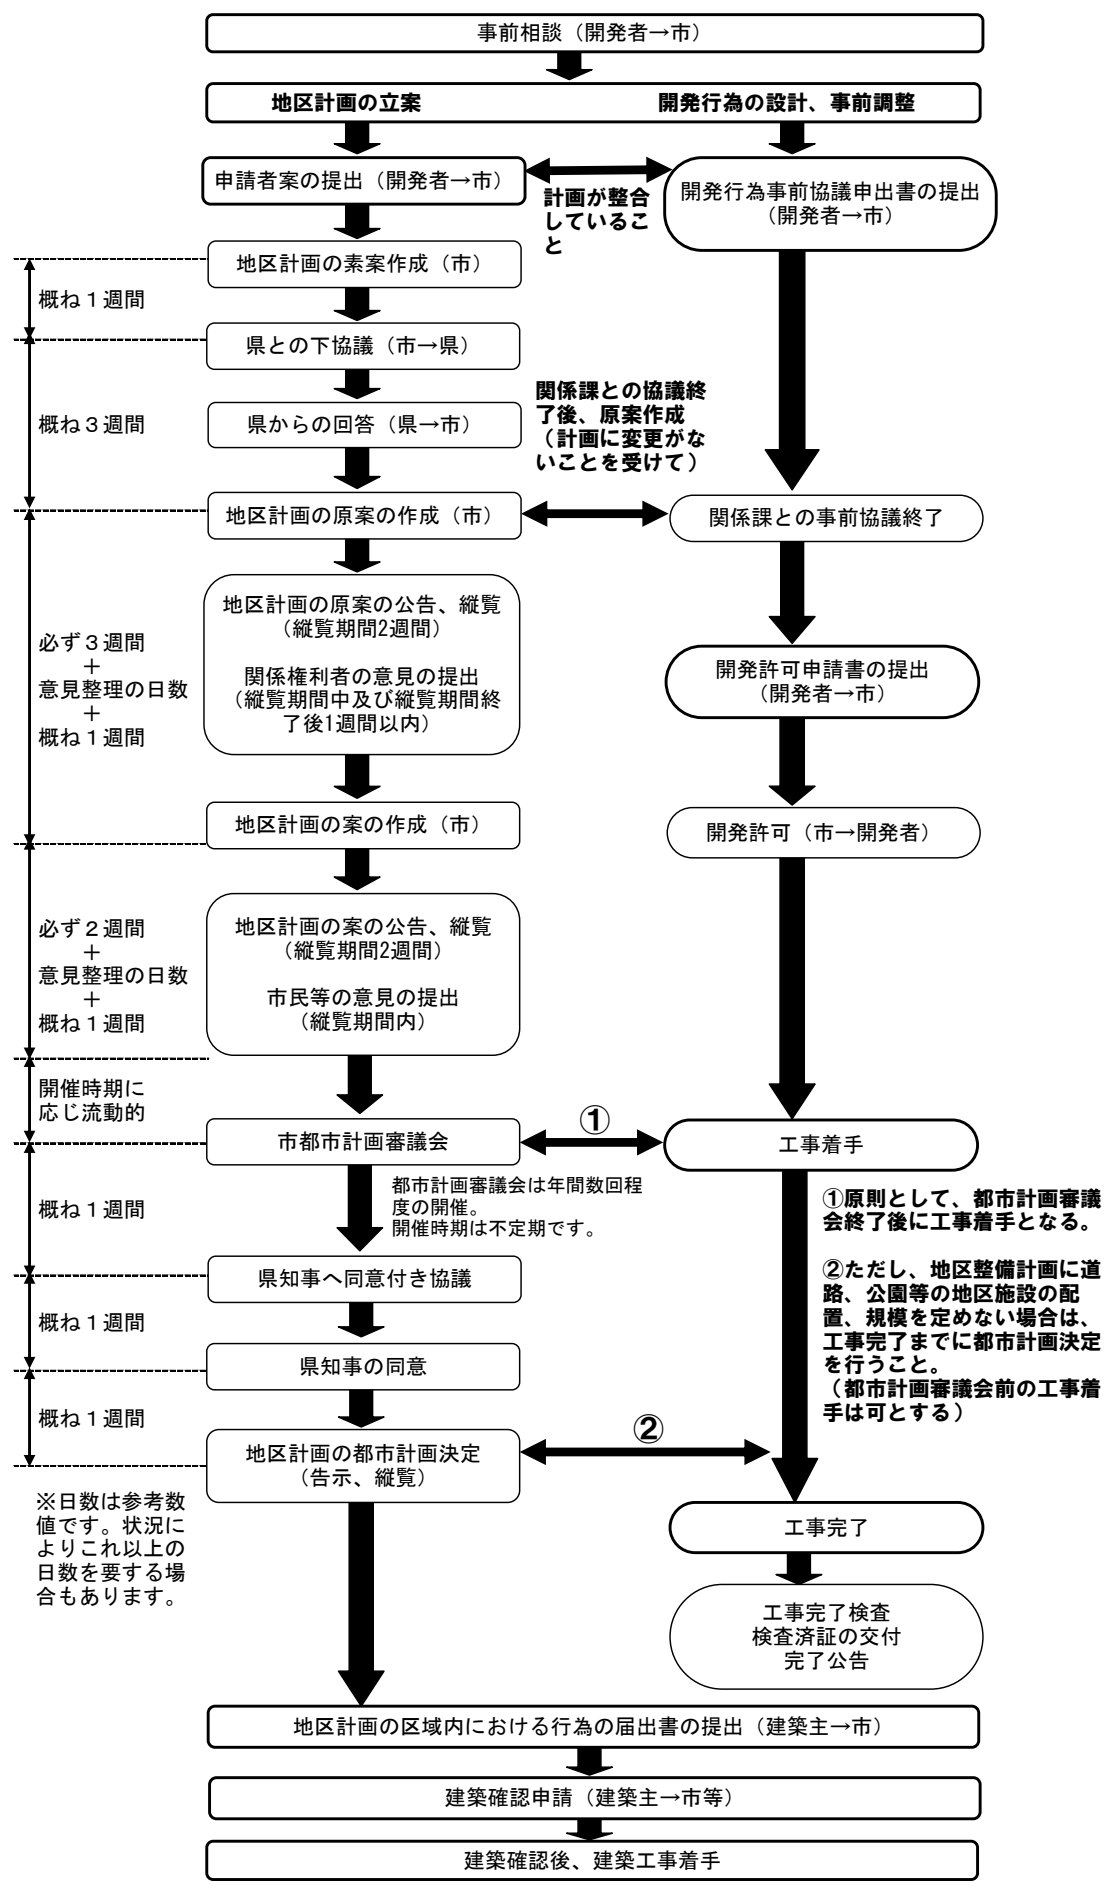 事前相談（開発者→市）
地区計画の立案
開発行為の設計、事前調整
申請者案の提出（開発者→市）
計画が整合
しているこ
と
開発行為事前協議申出書の提出
（開発者→市）
地区計画の素案作成（市）
概ね１週間
県との下協議（市→県）
概ね３週間
県からの回答（県→市）
関係課との協議終
了後、原案作成
（計画に変更がな
いことを受けて）
地区計画の原案の作成（市）
関係課との事前協議終了
必ず３週間
＋
意見整理の日数
＋
概ね１週間
地区計画の原案の公告、縦覧
（縦覧期間2週間）
関係権利者の意見の提出
（縦覧期間中及び縦覧期間終
了後1週間以内）
開発許可申請書の提出
（開発者→市）
地区計画の案の作成（市）
開発許可（市→開発者）
必ず２週間
＋
意見整理の日数
＋
概ね１週間
地区計画の案の公告、縦覧
（縦覧期間2週間）
市民等の意見の提出
（縦覧期間内）
開催時期に
応じ流動的
市都市計画審議会
①
工事着手
都市計画審議会は年間数回程
度の開催。
開催時期は不定期です。
概ね１週間
①原則として、都市計画審議
会終了後に工事着手となる。
②ただし、地区整備計画に道
路、公園等の地区施設の配
置、規模を定めない場合は、
工事完了までに都市計画決定
を行うこと。
（都市計画審議会前の工事着
手は可とする）
県知事へ同意付き協議
概ね１週間
県知事の同意
概ね１週間
地区計画の都市計画決定
（告示、縦覧）
②
※日数は参考数
値です。状況に
よりこれ以上の
日数を要する場
合もあります。
工事完了
工事完了検査
検査済証の交付
完了公告
地区計画の区域内における行為の届出書の提出（建築主→市）
建築確認申請（建築主→市等）
建築確認後、建築工事着手